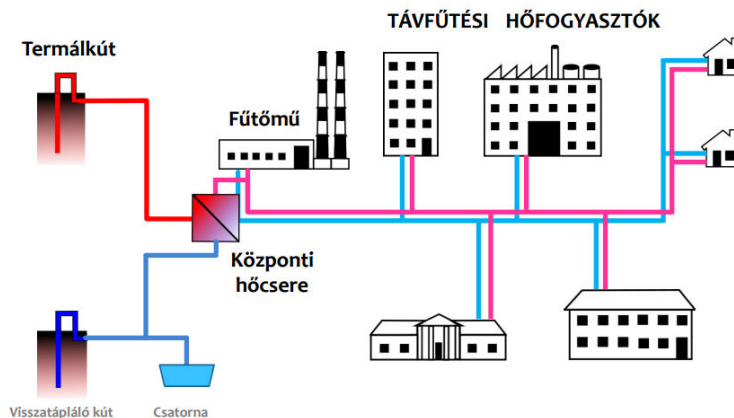 TÁVFŰTÉSI HŐFOGYASZTÓK
Termálkút
Fűtőmű
Központi
hőcsere
Visszatápláló kút
Csatorna